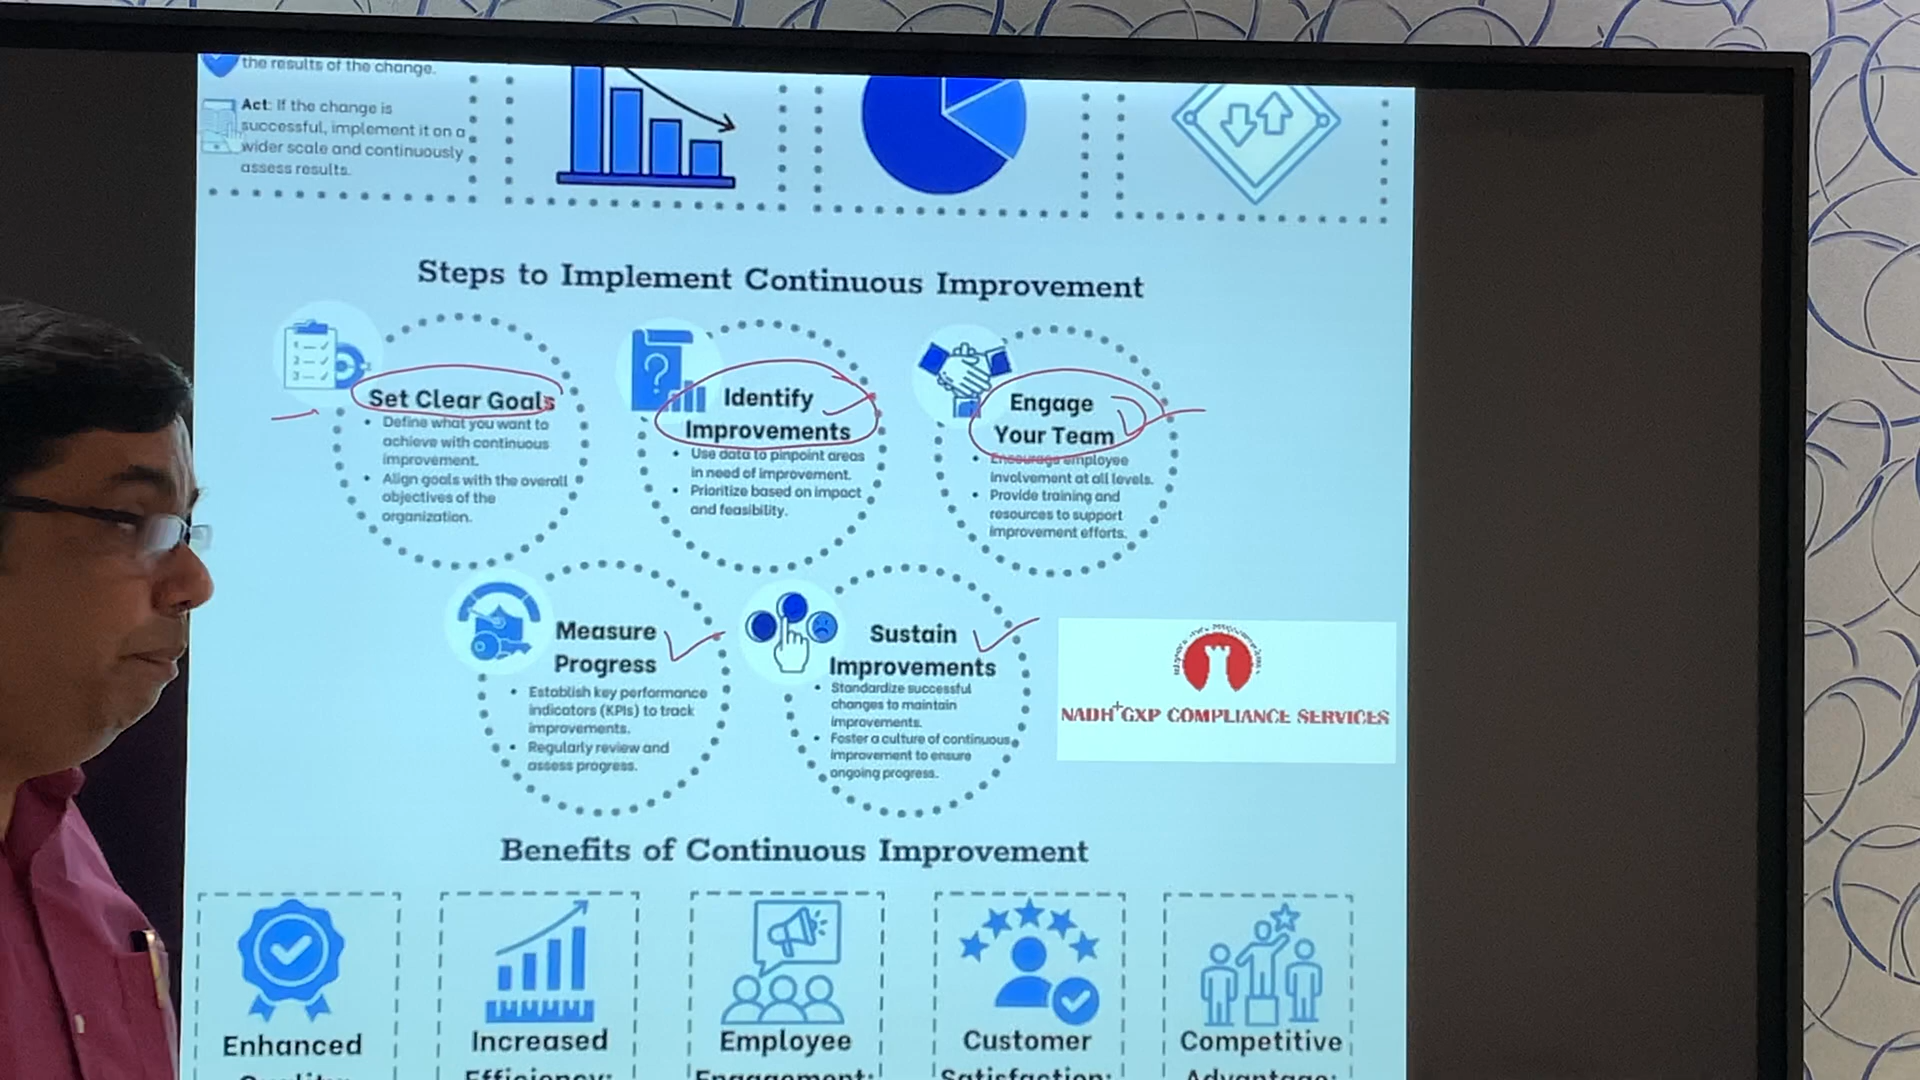 the results of the change.
Act: If the change is
successful, implement it on a
wider scale and continuously
assess results.
Steps to Implement Continuous Improvement
Set Clear Goals
• Define what you want to
achieve with continuous
improvement.
• Align goals with the overall
objectives of the
organization.
Identify
Improvements
• Use data to pinpoint areas
in need of improvement.
• Prioritize based on impact
and feasibility.
Engage
Your Team
• Encourage employee
involvement at all levels.
• Provide training and
resources to support
improvement efforts.
Measure
Progress
• Establish key performance
indicators (KPIs) to track
improvements.
• Regularly review and
assess progress.
Sustain
Improvements
• Standardize successful
changes to maintain
improvements.
• Foster a culture of continuous
improvement to ensure
ongoing progress.
NADH+GXP COMPLIANCE SERVICES
Benefits of Continuous Improvement
Enhanced
Quality:
Increased
Efficiency:
Employee
Engagement:
Customer
Satisfaction:
Competitive
Advantage: